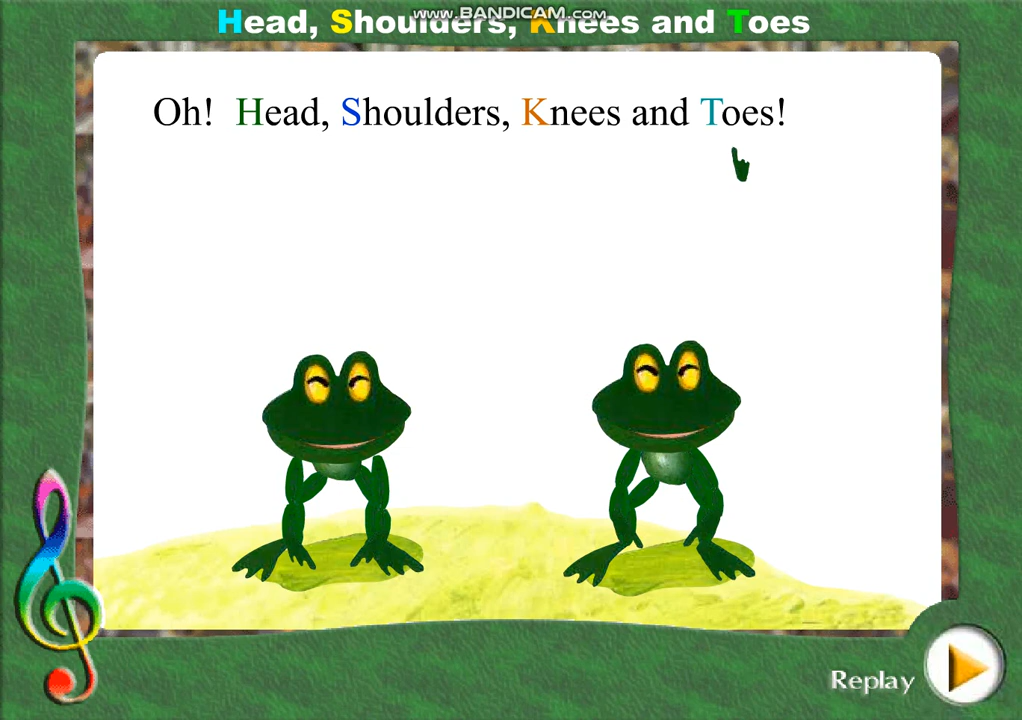 www.BANDICAM.com
Head, Shoulders, Knees and Toes
Oh! Head, Shoulders, Knees and Toes!
Replay